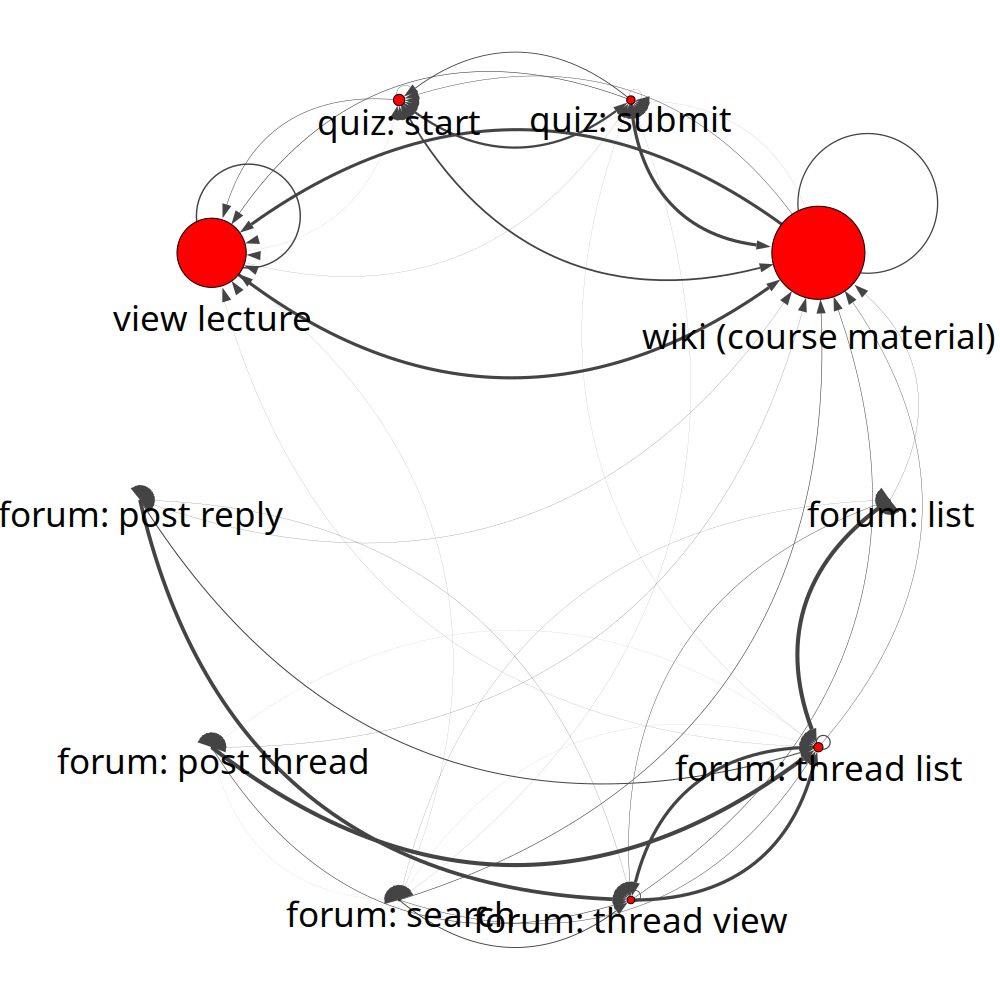 quiz: start
quiz: submit
view lecture
wiki (course material)
forum: post reply
forum: list
forum: post thread
forum: thread list
forum: search
forum: thread view